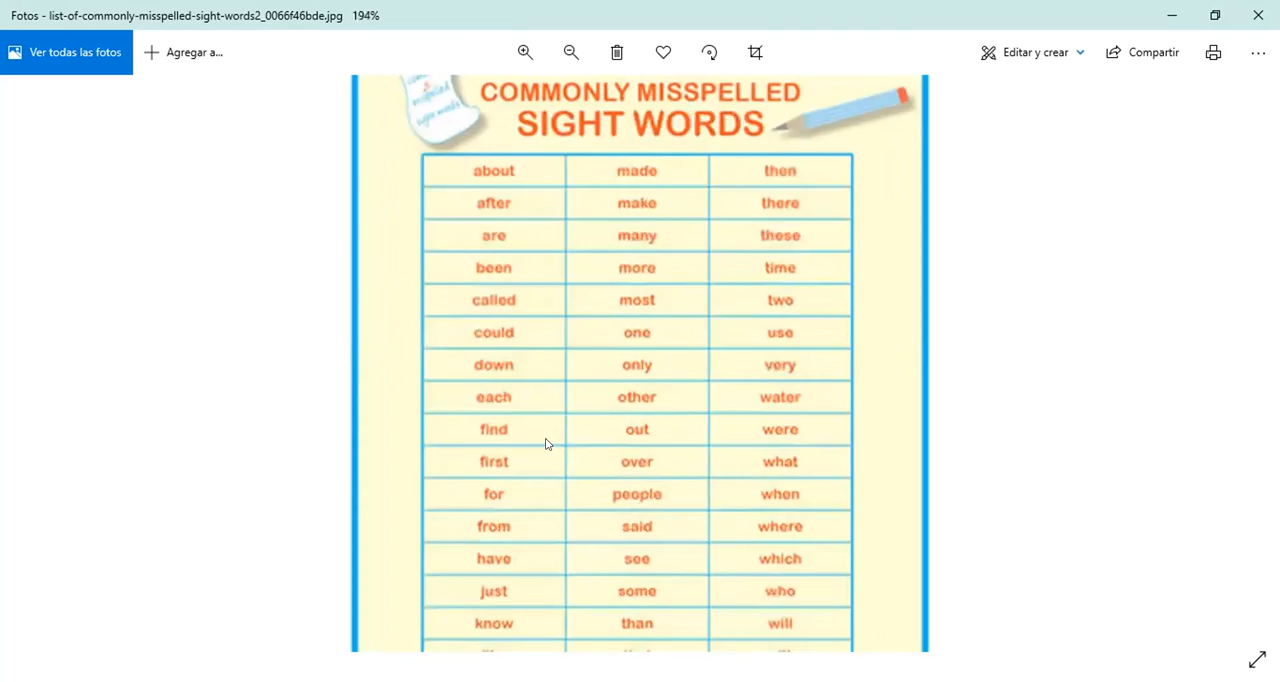 Fotos - list-of-commonly-misspelled-sight-words2_0066f46bde.jpg 194%
Ver todas las fotos Agregar a... Editar y crear Compartir
misspelled
sight words
COMMONLY MISSPELLED
SIGHT WORDS
about made then
after make there
are many these
been more time
called most two
could one use
down only very
each other water
find out were
first over what
for people when
from said where
have see which
just some who
know than will